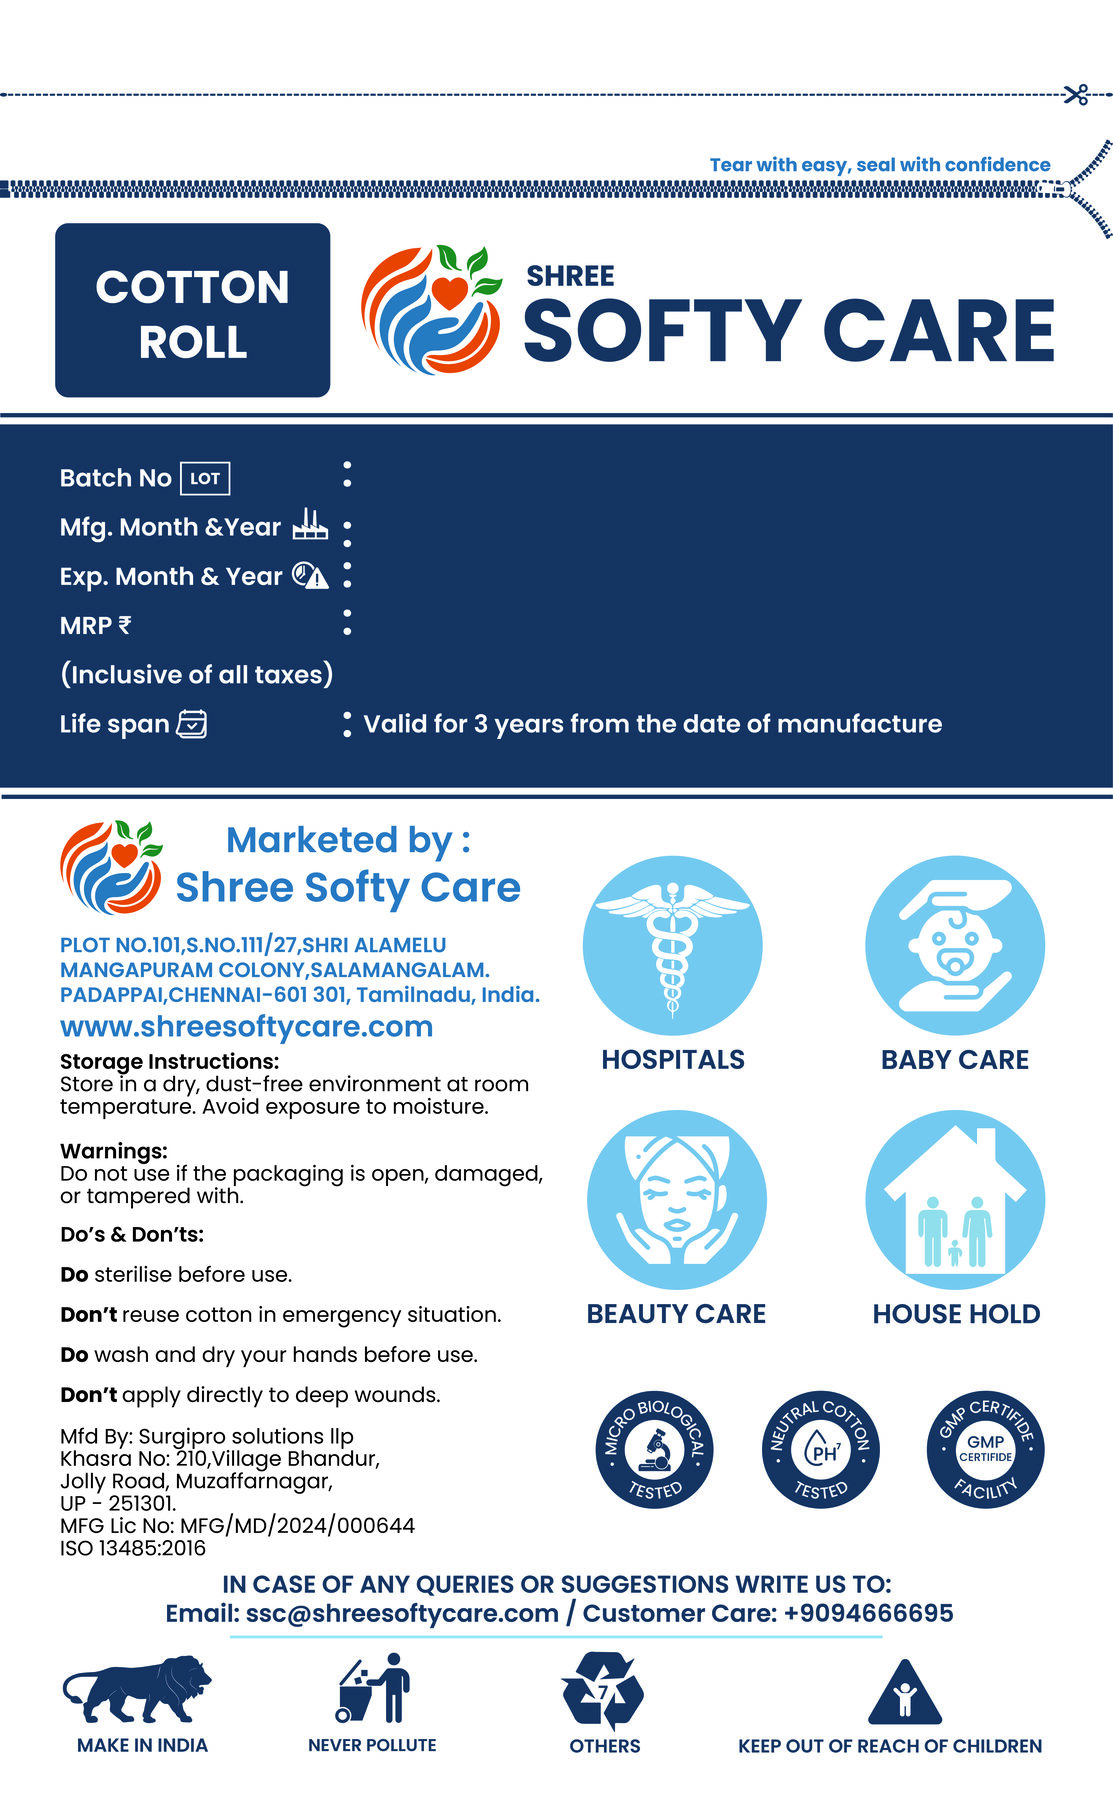 Tear with easy, seal with confidence
COTTON
ROLL
SHREE
SOFTY CARE
Batch No LOT :
Mfg. Month &Year :
Exp. Month & Year :
MRP ₹ :
(Inclusive of all taxes)
Life span : Valid for 3 years from the date of manufacture
Marketed by :
Shree Softy Care
PLOT NO.101,S.NO.111/27,SHRI ALAMELU
MANGAPURAM COLONY,SALAMANGALAM.
PADAPPAI,CHENNAI-601 301, Tamilnadu, India.
www.shreesoftycare.com
Storage Instructions:
Store in a dry, dust-free environment at room
temperature. Avoid exposure to moisture.
Warnings:
Do not use if the packaging is open, damaged,
or tampered with.
Do's & Don'ts:
Do sterilise before use.
Don't reuse cotton in emergency situation.
Do wash and dry your hands before use.
Don't apply directly to deep wounds.
Mfd By: Surgipro solutions llp
Khasra No: 210,Village Bhandur,
Jolly Road, Muzaffarnagar,
UP - 251301.
MFG Lic No: MFG/MD/2024/000644
ISO 13485:2016
HOSPITALS
BABY CARE
BEAUTY CARE
HOUSE HOLD
MICRO BIOLOGICAL
TESTED
NEUTRAL COTTON
PH7
TESTED
GMP CERTIFIDE
GMP
CERTIFIDE
FACILITY
IN CASE OF ANY QUERIES OR SUGGESTIONS WRITE US TO:
Email: ssc@shreesoftycare.com / Customer Care: +9094666695
MAKE IN INDIA
NEVER POLLUTE
7
OTHERS
KEEP OUT OF REACH OF CHILDREN